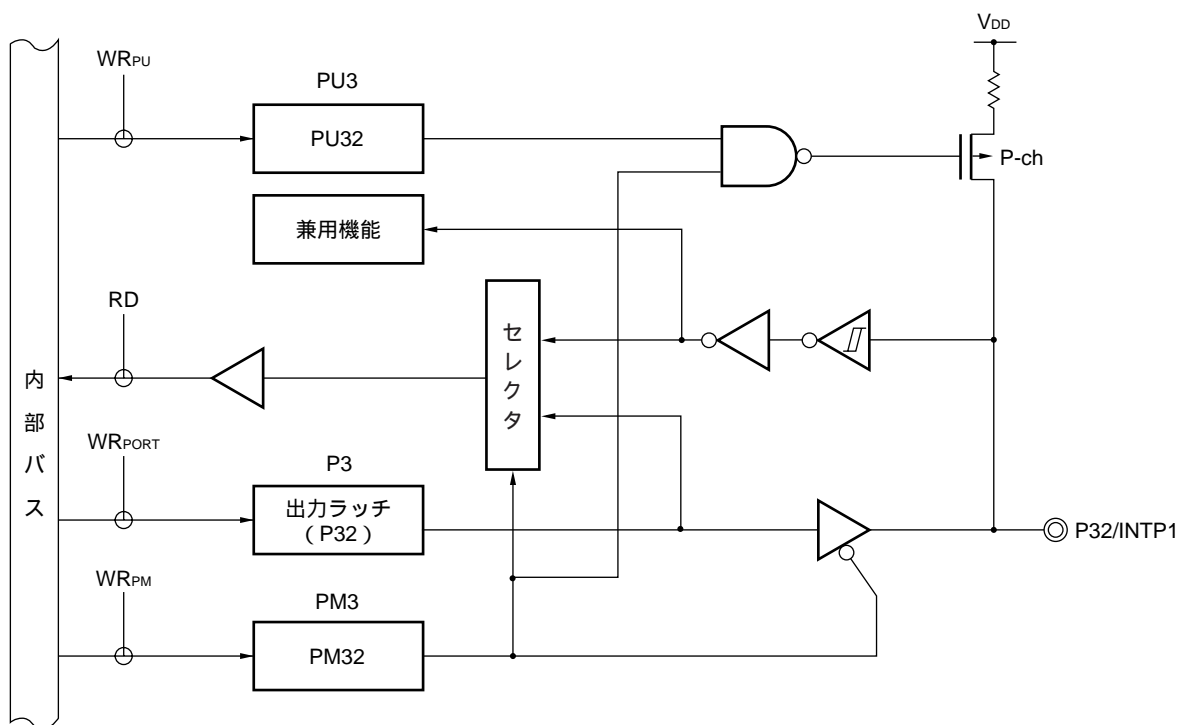 VDD
WRPU
PU3
PU32
P-ch
兼用機能
RD
セレクタ
内部バス
WRPORT
P3
出力ラッチ
(P32)
P32/INTP1
WRPM
PM3
PM32